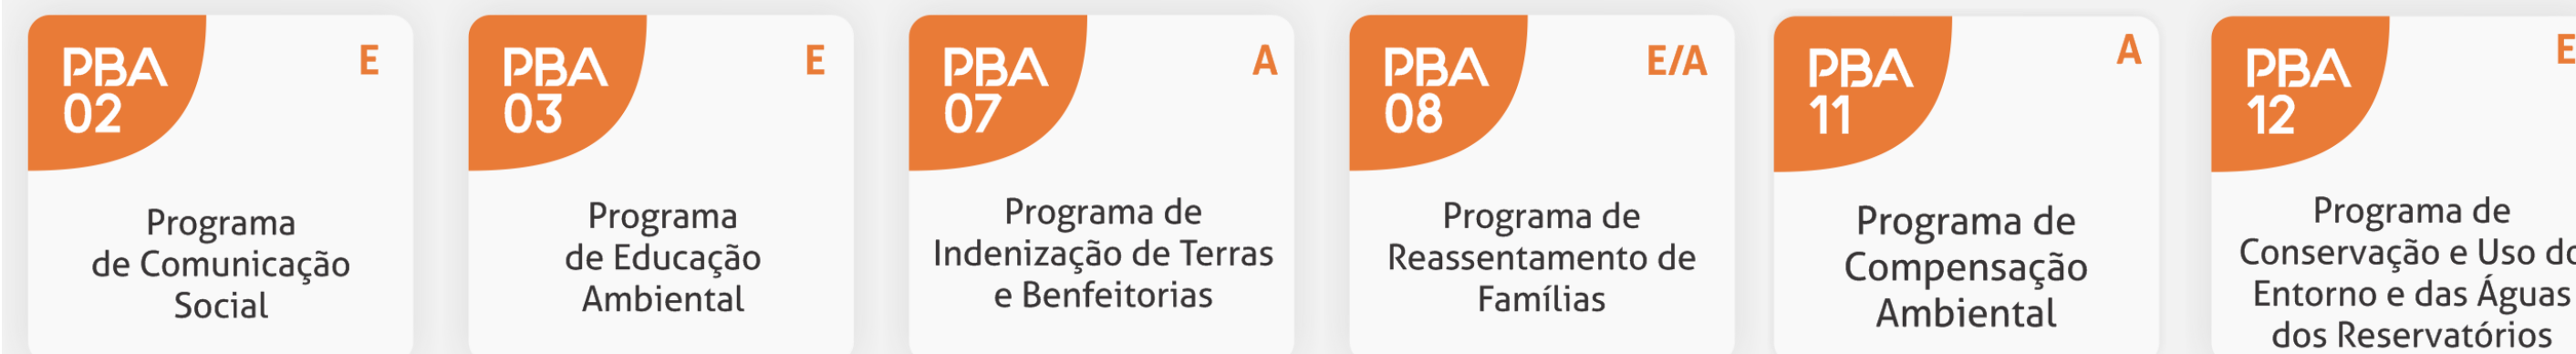 PBA
02
E
Programa
de Comunicação
Social
PBA
03
E
Programa
de Educação
Ambiental
PBA
07
A
Programa de
Indenização de Terras
e Benfeitorias
PBA
08
E/A
Programa de
Reassentamento de
Famílias
PBA
11
A
Programa de
Compensação
Ambiental
PBA
12
E
Programa de
Conservação e Uso do
Entorno e das Águas
dos Reservatórios